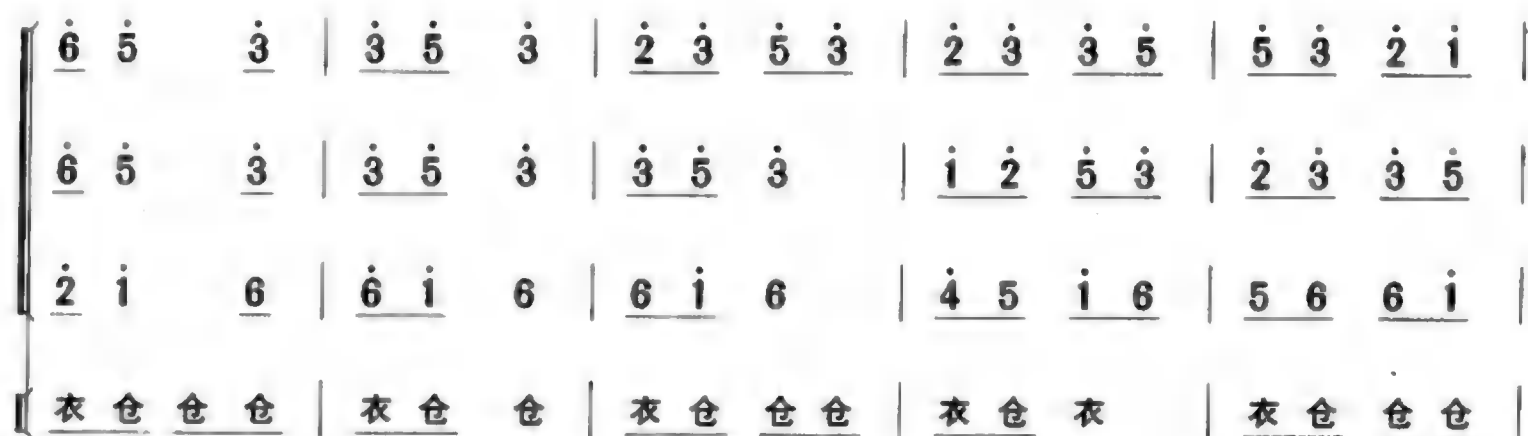 6̇ 5̇ 3̇ | 3̇ 5̇ 3̇ | 2̇ 3̇ 5̇ 3̇ | 2̇ 3̇ 3̇ 5̇ | 5̇ 3̇ 2̇ 1̇ |
6̇ 5̇ 3̇ | 3̇ 5̇ 3̇ | 3̇ 5̇ 3̇ | 1̇ 2̇ 5̇ 3̇ | 2̇ 3̇ 3̇ 5̇ |
2̇ 1̇ 6 | 6̇ 1̇ 6 | 6 1̇ 6 | 4̇ 5 1̇ 6 | 5 6 6 1̇ |
衣 仓 仓 仓 | 衣 仓 仓 | 衣 仓 仓 仓 | 衣 仓 衣 | 衣 仓 仓 仓 |